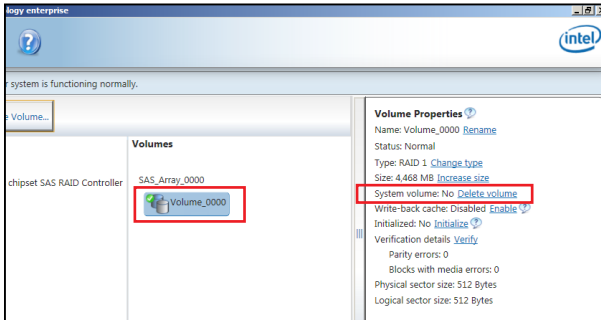 ology enterprise
intel
r system is functioning normally.
e Volume...
Volumes
chipset SAS RAID Controller
SAS_Array_0000
Volume_0000
Volume Properties
Name: Volume_0000 Rename
Status: Normal
Type: RAID 1 Change type
Size: 4,468 MB Increase size
System volume: No Delete volume
Write-back cache: Disabled Enable
Initialized: No Initialize
Verification details Verify
Parity errors: 0
Blocks with media errors: 0
Physical sector size: 512 Bytes
Logical sector size: 512 Bytes